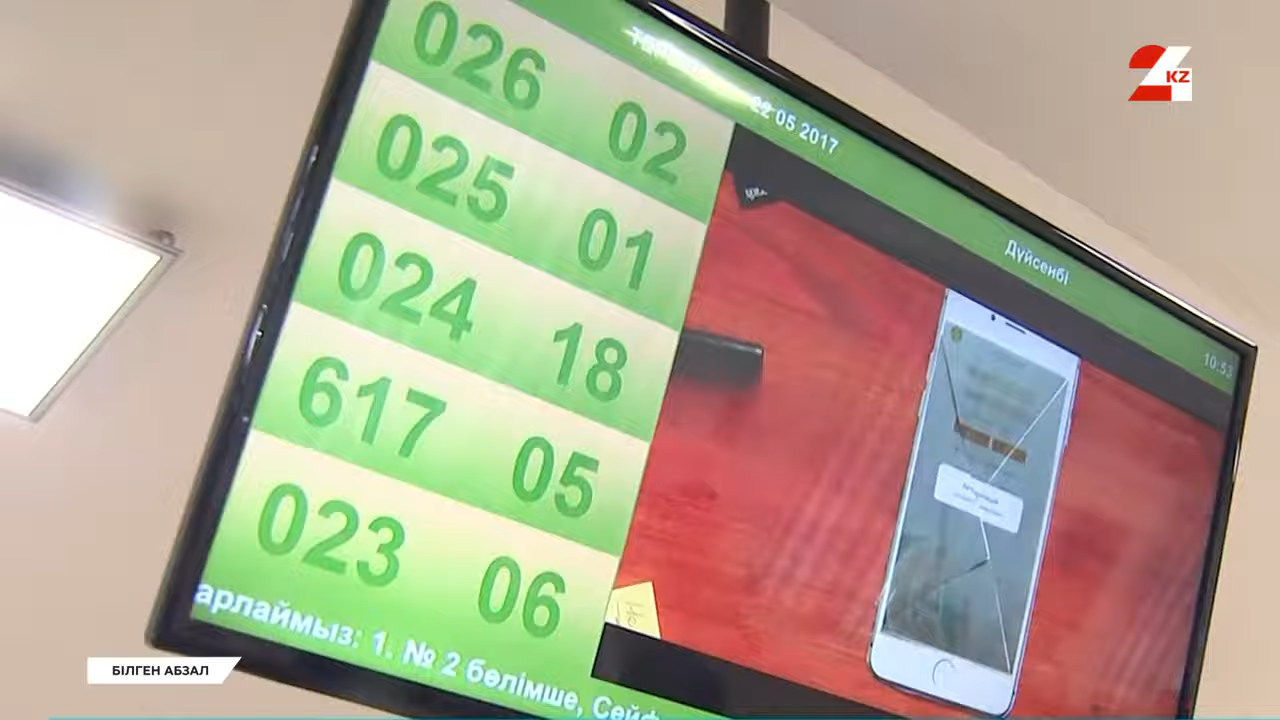 24 KZ
22 05 2017
Дүйсенбі
10:53
026 02
025 01
024 18
617 05
023 06
арлаймыз: 1. № 2 бөлімше, Сейф
БІЛГЕН АБЗАЛ